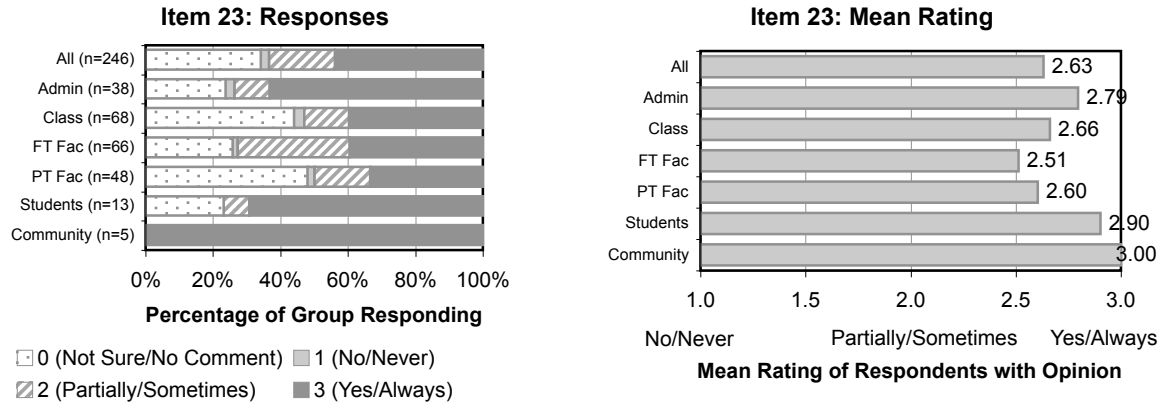 Item 23: Responses
All (n=246)
Admin (n=38)
Class (n=68)
FT Fac (n=66)
PT Fac (n=48)
Students (n=13)
Community (n=5)
0% 20% 40% 60% 80% 100%
Percentage of Group Responding
0 (Not Sure/No Comment) 1 (No/Never)
2 (Partially/Sometimes) 3 (Yes/Always)
Item 23: Mean Rating
All 2.63
Admin 2.79
Class 2.66
FT Fac 2.51
PT Fac 2.60
Students 2.90
Community 3.00
1.0 1.5 2.0 2.5 3.0
No/Never Partially/Sometimes Yes/Always
Mean Rating of Respondents with Opinion